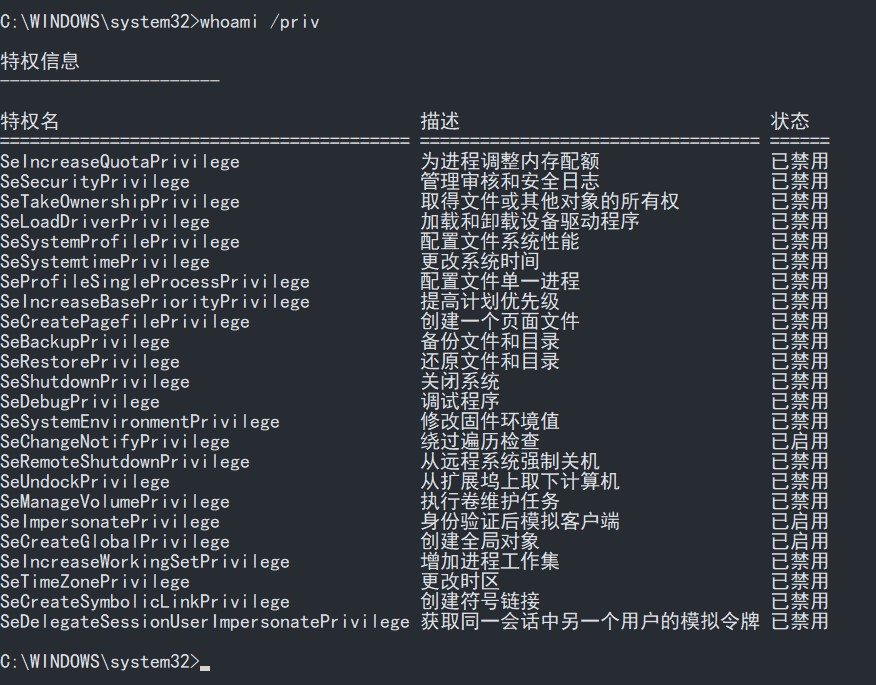 C:\WINDOWS\system32>whoami /priv
特权信息
----------------------
特权名 描述 状态
========================================= ================================== ======
SeIncreaseQuotaPrivilege 为进程调整内存配额 已禁用
SeSecurityPrivilege 管理审核和安全日志 已禁用
SeTakeOwnershipPrivilege 取得文件或其他对象的所有权 已禁用
SeLoadDriverPrivilege 加载和卸载设备驱动程序 已禁用
SeSystemProfilePrivilege 配置文件系统性能 已禁用
SeSystemtimePrivilege 更改系统时间 已禁用
SeProfileSingleProcessPrivilege 配置文件单一进程 已禁用
SeIncreaseBasePriorityPrivilege 提高计划优先级 已禁用
SeCreatePagefilePrivilege 创建一个页面文件 已禁用
SeBackupPrivilege 备份文件和目录 已禁用
SeRestorePrivilege 还原文件和目录 已禁用
SeShutdownPrivilege 关闭系统 已禁用
SeDebugPrivilege 调试程序 已禁用
SeSystemEnvironmentPrivilege 修改固件环境值 已禁用
SeChangeNotifyPrivilege 绕过遍历检查 已启用
SeRemoteShutdownPrivilege 从远程系统强制关机 已禁用
SeUndockPrivilege 从扩展坞上取下计算机 已禁用
SeManageVolumePrivilege 执行卷维护任务 已禁用
SeImpersonatePrivilege 身份验证后模拟客户端 已启用
SeCreateGlobalPrivilege 创建全局对象 已启用
SeIncreaseWorkingSetPrivilege 增加进程工作集 已禁用
SeTimeZonePrivilege 更改时区 已禁用
SeCreateSymbolicLinkPrivilege 创建符号链接 已禁用
SeDelegateSessionUserImpersonatePrivilege 获取同一会话中另一个用户的模拟令牌 已禁用
C:\WINDOWS\system32>